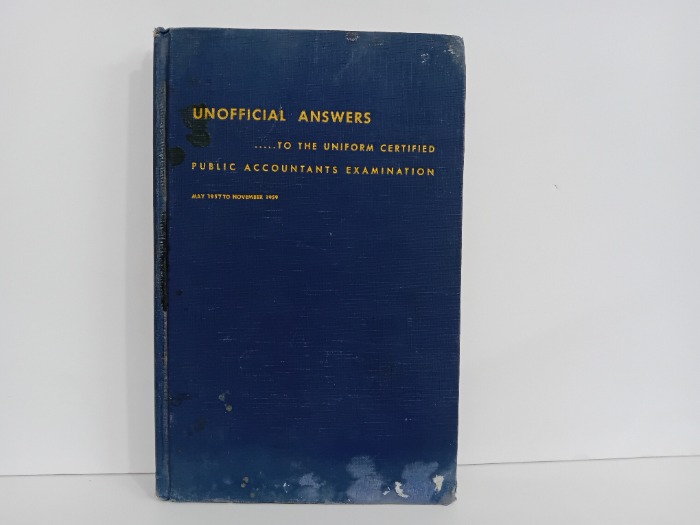 UNOFFICIAL ANSWERS
.....TO THE UNIFORM CERTIFIED
PUBLIC ACCOUNTANTS EXAMINATION
MAY 1957 TO NOVEMBER 1959